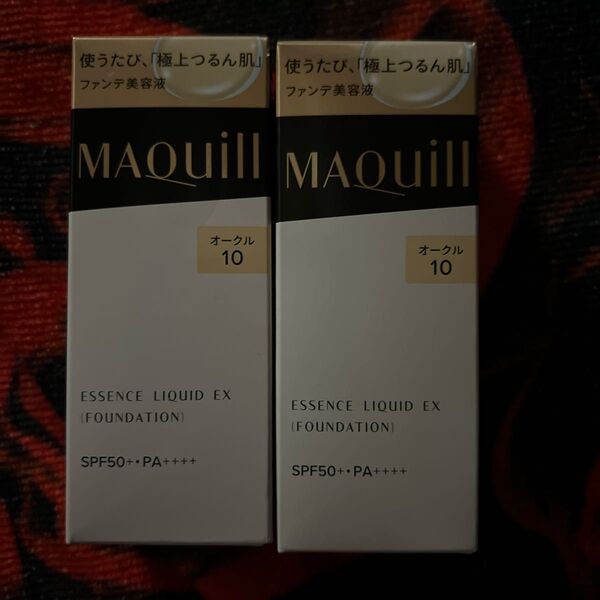 使うたび、「極上つるん肌」
ファンデ美容液
MAQuill
オークル
10
ESSENCE LIQUID EX
(FOUNDATION)
SPF50+・PA++++
使うたび、「極上つるん肌」
ファンデ美容液
MAQuill
オークル
10
ESSENCE LIQUID EX
(FOUNDATION)
SPF50+・PA++++